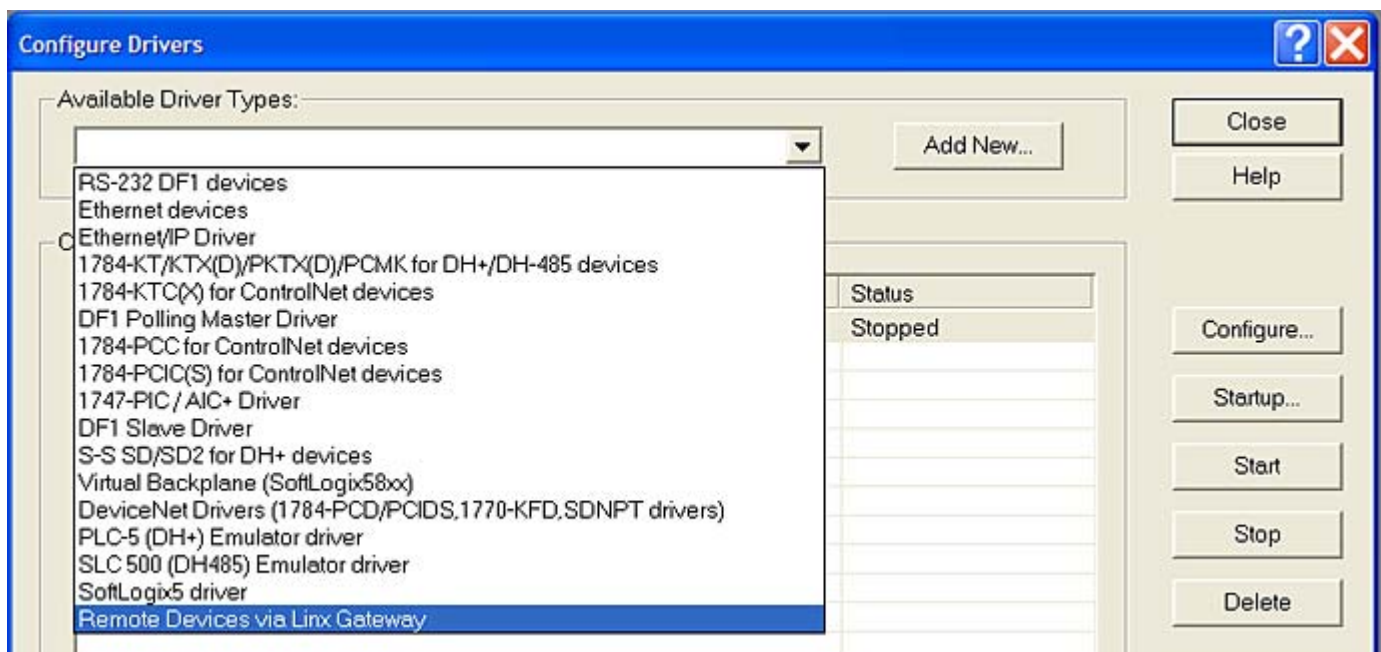 Configure Drivers
Available Driver Types:
Add New...
Close
Help
RS-232 DF1 devices
Ethernet devices
Ethernet/IP Driver
1784-KT/KTX(D)/PKTX(D)/PCMK for DH+/DH-485 devices
1784-KTC(X) for ControlNet devices
DF1 Polling Master Driver
1784-PCC for ControlNet devices
1784-PCIC(S) for ControlNet devices
1747-PIC / AIC+ Driver
DF1 Slave Driver
S-S SD/SD2 for DH+ devices
Virtual Backplane (SoftLogix58xx)
DeviceNet Drivers (1784-PCD/PCIDS,1770-KFD,SDNPT drivers)
PLC-5 (DH+) Emulator driver
SLC 500 (DH485) Emulator driver
SoftLogix5 driver
Remote Devices via Linx Gateway
Status
Stopped
Configure...
Startup...
Start
Stop
Delete